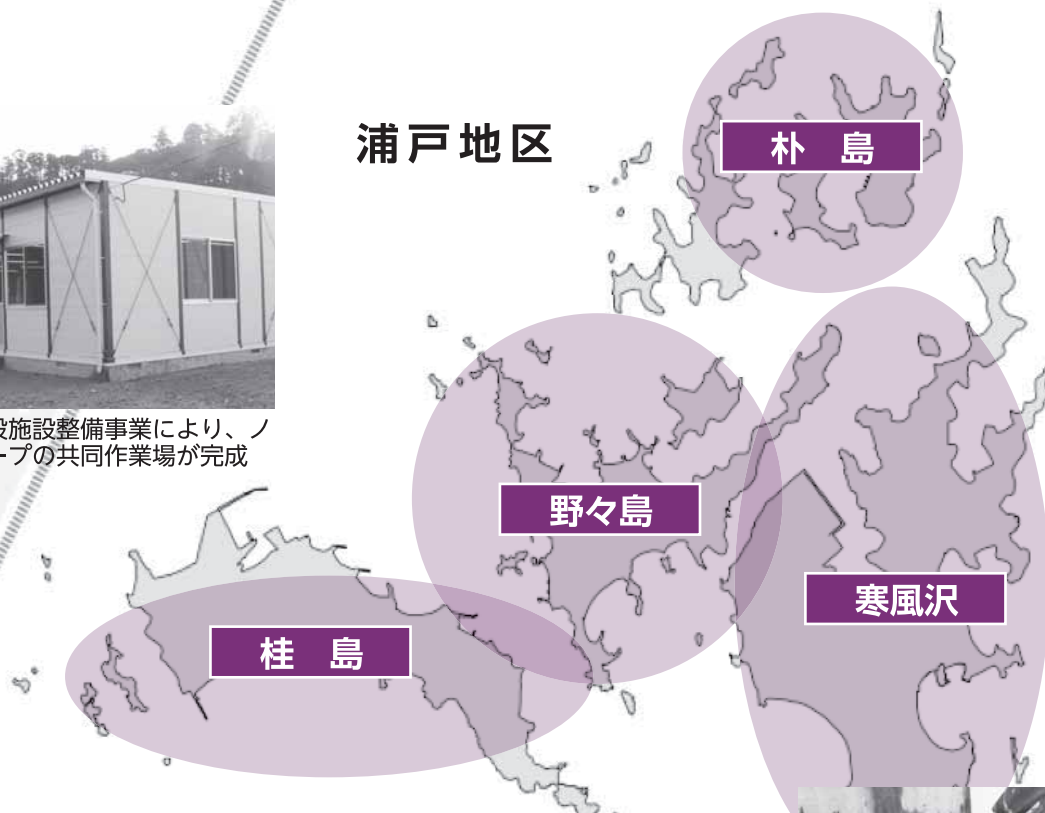 浦戸地区
朴　島
設施設整備事業により、ノ
ープの共同作業場が完成
野々島
寒風沢
桂　島